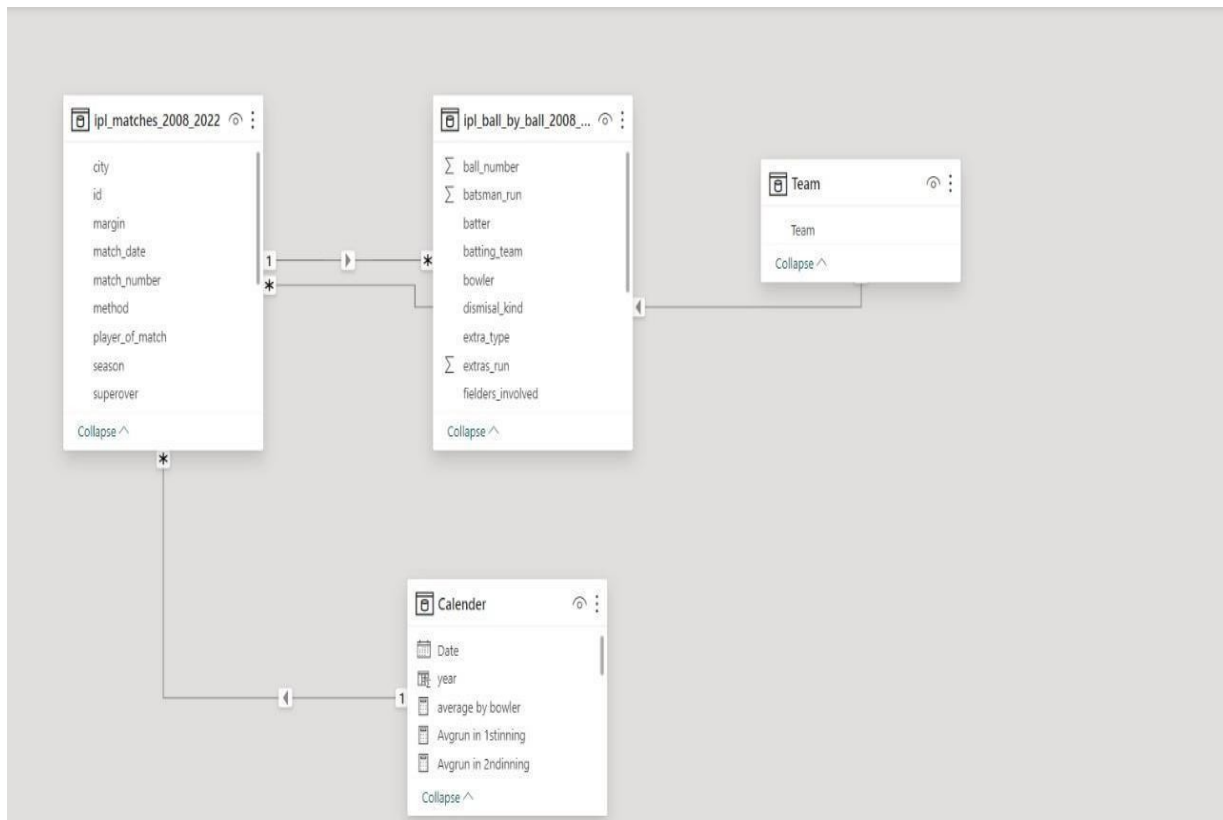 ipl_matches_2008_2022
city
id
margin
match_date
match_number
method
player_of_match
season
superover
Collapse
1
*
*
*
ipl_ball_by_ball_2008_...
Σ ball_number
Σ batsman_run
batter
batting_team
bowler
dismisal_kind
extra_type
Σ extras_run
fielders_involved
Collapse
*
Team
Team
Collapse
Calender
Date
year
average by bowler
Avgrun in 1stinning
Avgrun in 2ndinning
Collapse
1